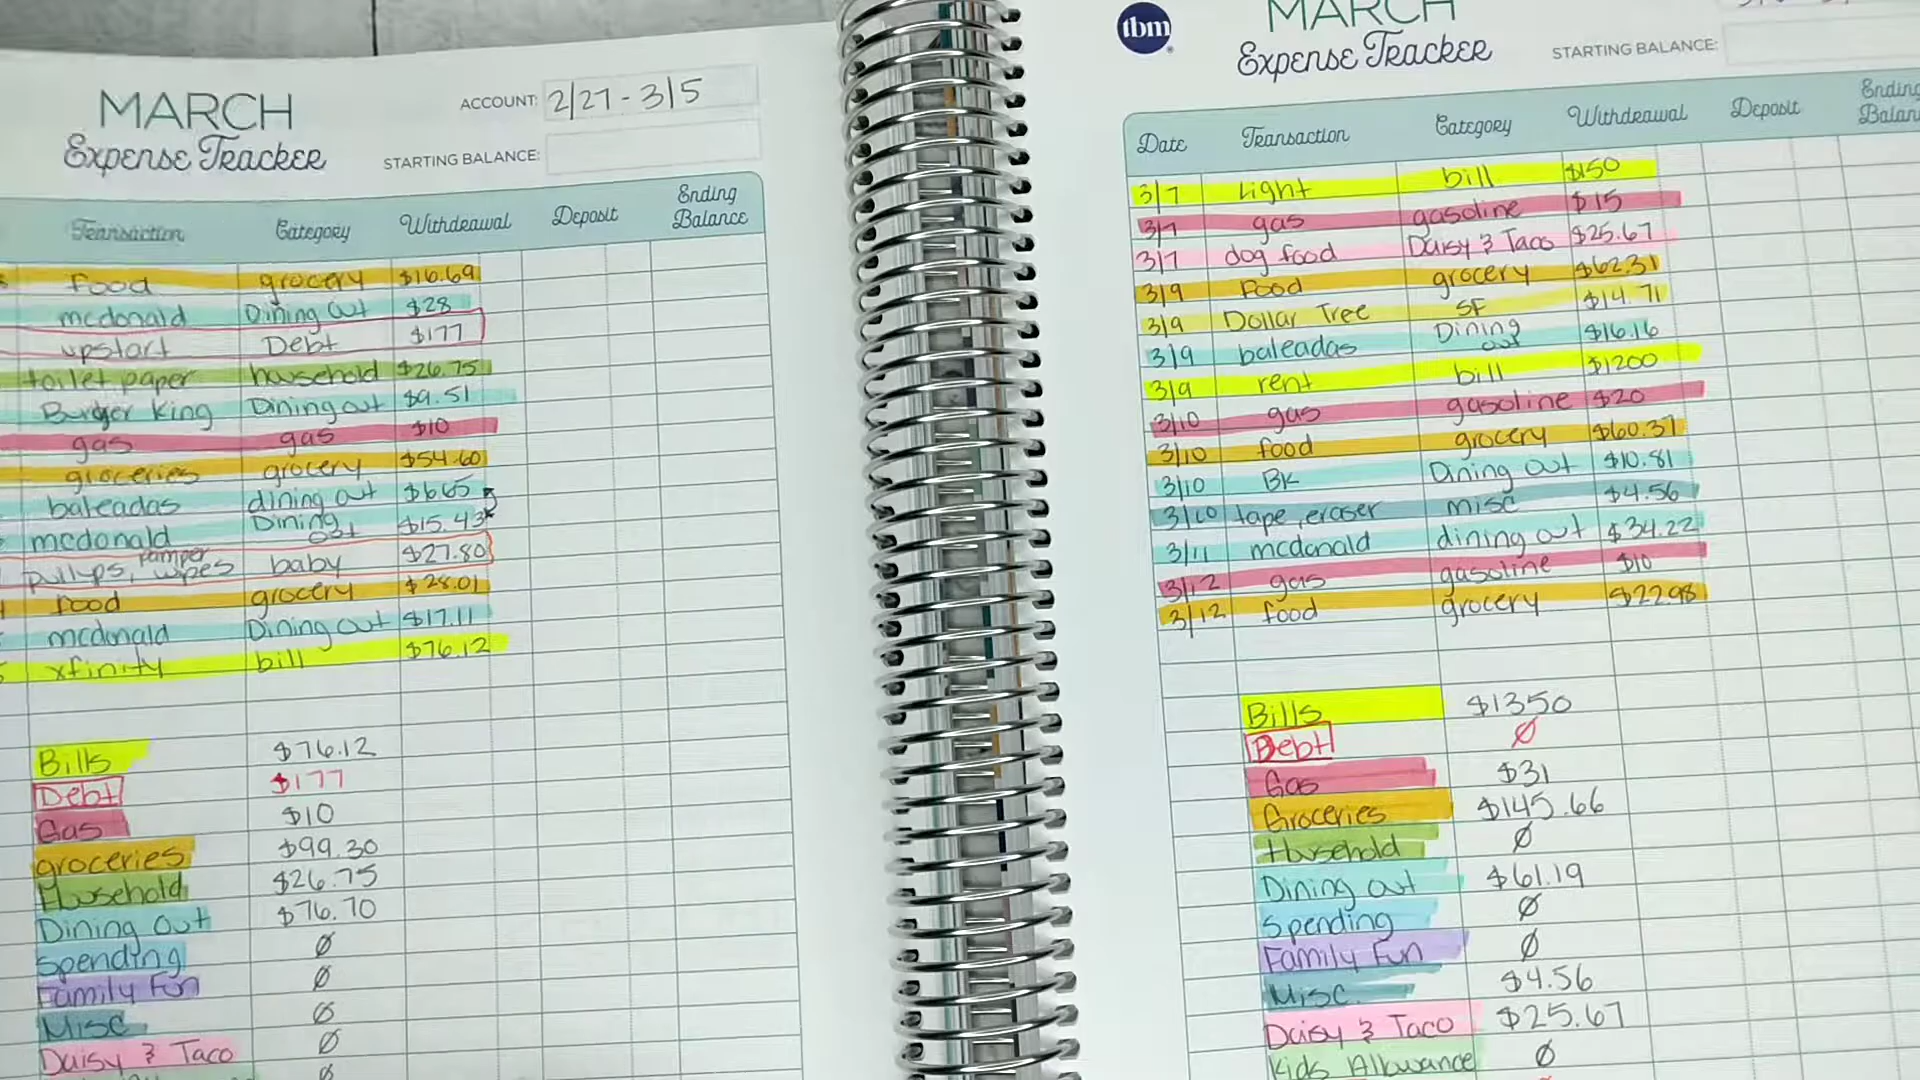 MARCH
Expense Tracker
ACCOUNT: 2/27 - 3/5
STARTING BALANCE:
Transaction Category Withdrawal Deposit Ending Balance
food grocery $16.69
mcdonald Dining Out $28
upstart Debt $177
toilet paper household $26.75
Burger King Dining out $9.51
gas gas $10
groceries grocery $54.60
baleadas dining out $6.65
mcdonald Dining out $15.43
pullups, pamper wipes baby $27.80
food grocery $28.01
mcdonald Dining out $17.11
xfinity bill $76.12
Bills $76.12
Debt $177
Gas $10
groceries $99.30
Household $26.75
Dining Out $76.70
Spending Ø
Family Fun Ø
Misc Ø
Daisy & Taco Ø
Ø
tbm
MARCH
Expense Tracker
STARTING BALANCE:
Date Transaction Category Withdrawal Deposit Ending
3/7 Light bill $150
3/7 gas gasoline $15
3/7 dog food Daisy & Taco $25.67
3/9 Food grocery $62.31
3/9 Dollar Tree SF $14.71
3/9 baleadas Dining out $16.16
3/9 rent bill $1200
3/10 gas gasoline $20
3/10 food grocery $60.37
3/10 BK Dining Out $10.81
3/10 tape, eraser misc $4.56
3/11 mcdonald dining out $34.22
3/12 gas gasoline $10
3/12 food grocery $22.98
Bills $1350
Debt Ø
Gas $31
Groceries $145.66
Household Ø
Dining out $61.19
Spending Ø
Family Fun Ø
Misc. $4.56
Daisy & Taco $25.67
Kids Allowance Ø